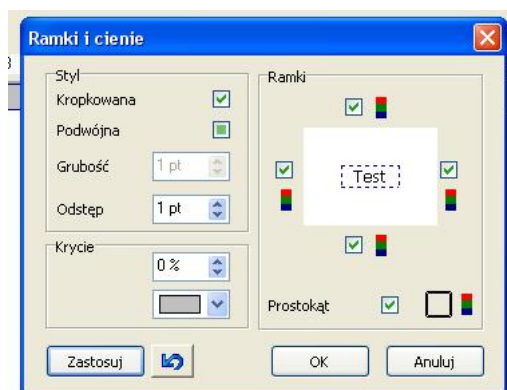 Ramki i cienie
Styl
Kropkowana
Podwójna
Grubość 1 pt
Odstęp 1 pt
Krycie
0 %
Ramki
Test
Prostokąt
Zastosuj
OK
Anuluj